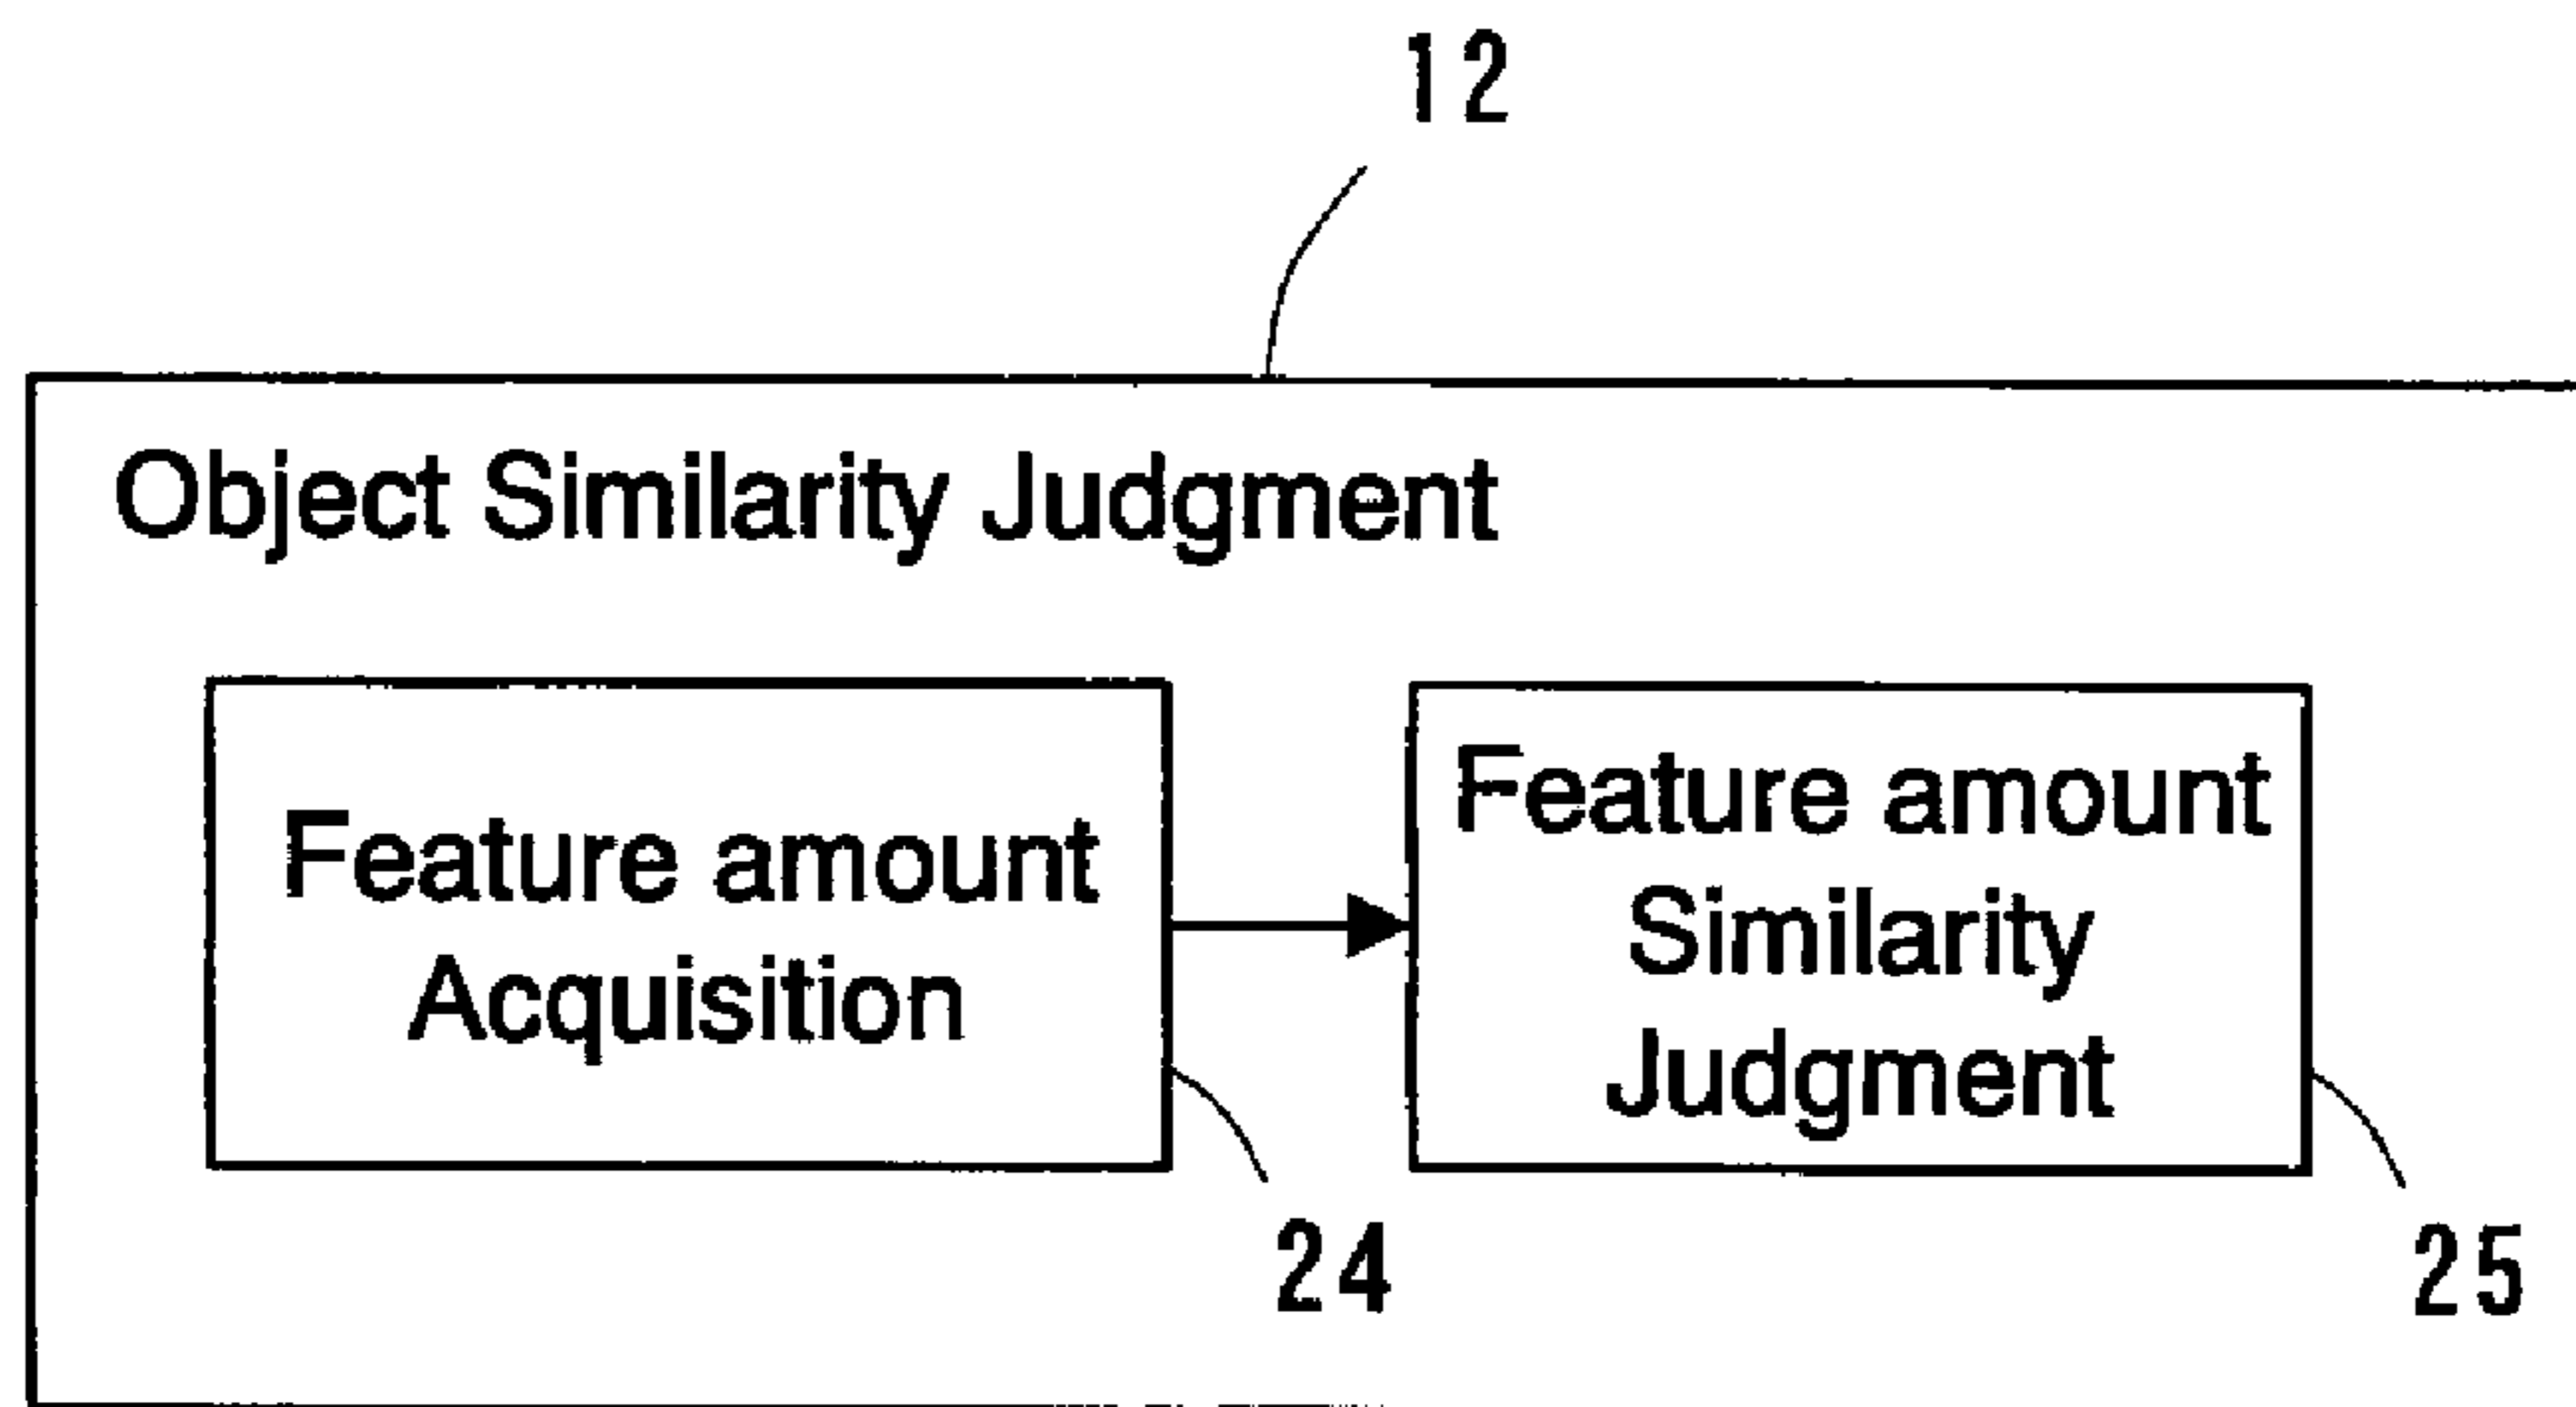 12
Object Similarity Judgment
Feature amount
Acquisition
Feature amount
Similarity
Judgment
24
25